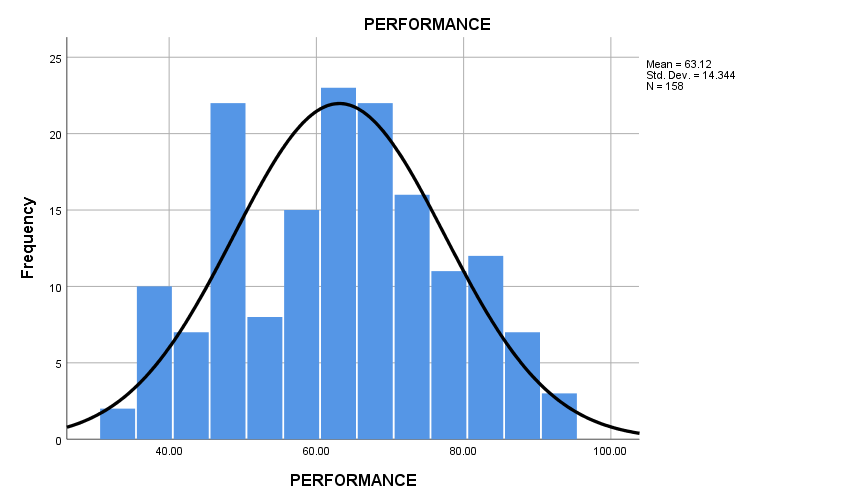 PERFORMANCE
Mean = 63.12
Std. Dev. = 14.344
N = 158
Frequency
25
20
15
10
5
0
40.00 60.00 80.00 100.00
PERFORMANCE